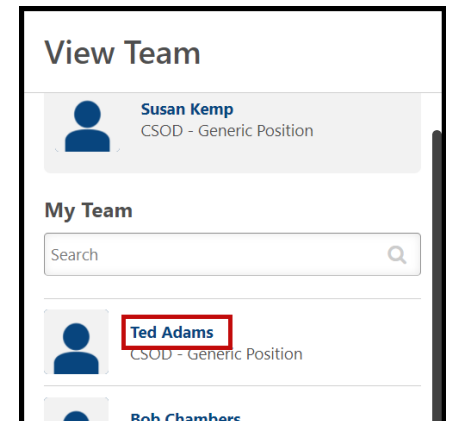 View Team
Susan Kemp
CSOD - Generic Position
My Team
Search
Ted Adams
CSOD - Generic Position
Bob Chambers